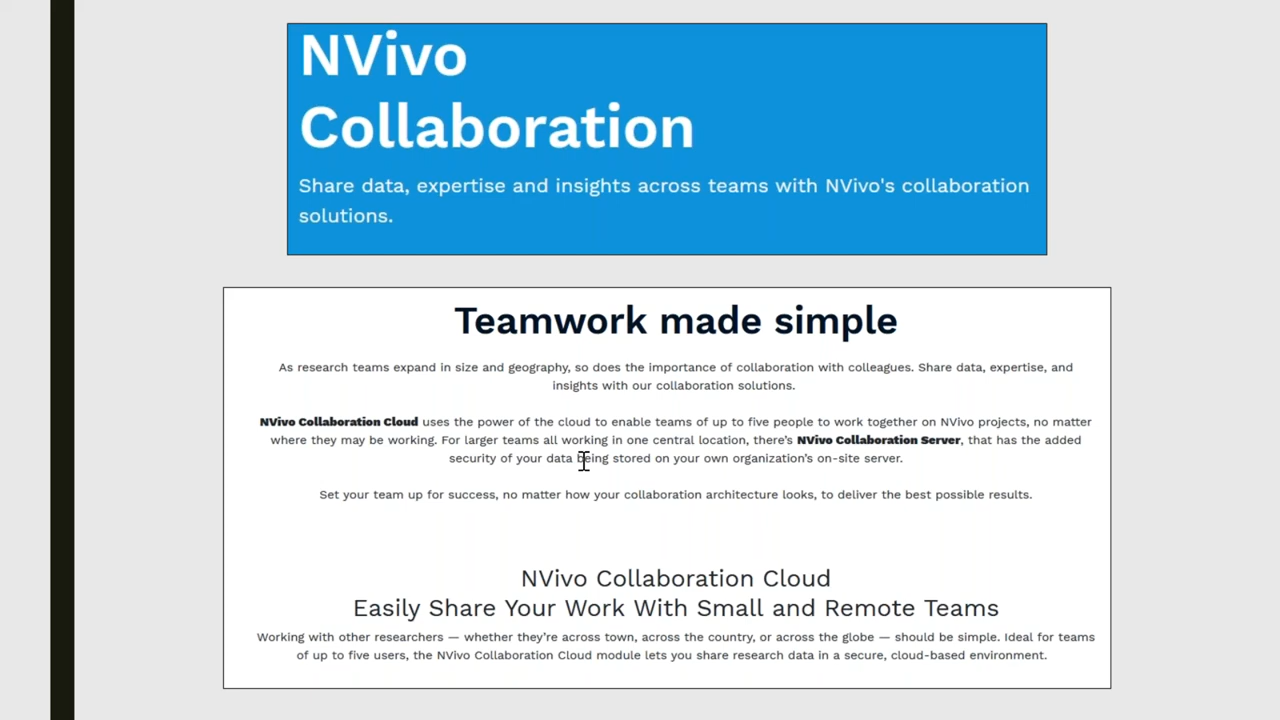 NVivo
Collaboration
Share data, expertise and insights across teams with NVivo's collaboration
solutions.
Teamwork made simple
As research teams expand in size and geography, so does the importance of collaboration with colleagues. Share data, expertise, and
insights with our collaboration solutions.
NVivo Collaboration Cloud uses the power of the cloud to enable teams of up to five people to work together on NVivo projects, no matter
where they may be working. For larger teams all working in one central location, there’s NVivo Collaboration Server, that has the added
security of your data being stored on your own organization’s on-site server.
Set your team up for success, no matter how your collaboration architecture looks, to deliver the best possible results.
NVivo Collaboration Cloud
Easily Share Your Work With Small and Remote Teams
Working with other researchers — whether they’re across town, across the country, or across the globe — should be simple. Ideal for teams
of up to five users, the NVivo Collaboration Cloud module lets you share research data in a secure, cloud-based environment.